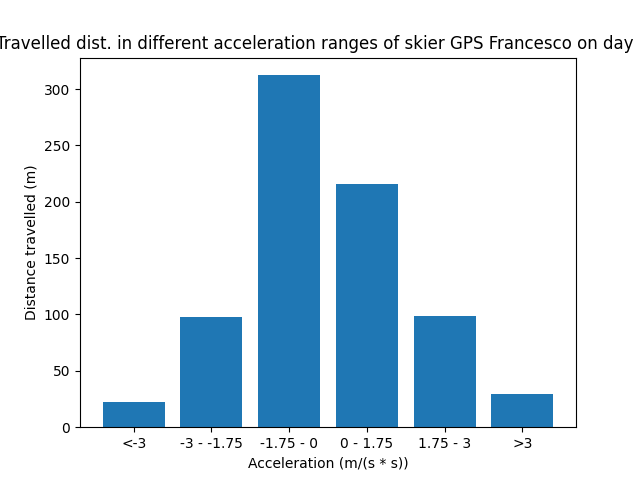 Travelled dist. in different acceleration ranges of skier GPS Francesco on day
300
250
200
150
100
50
0
Distance travelled (m)
<-3 -3 - -1.75 -1.75 - 0 0 - 1.75 1.75 - 3 >3
Acceleration (m/(s * s))